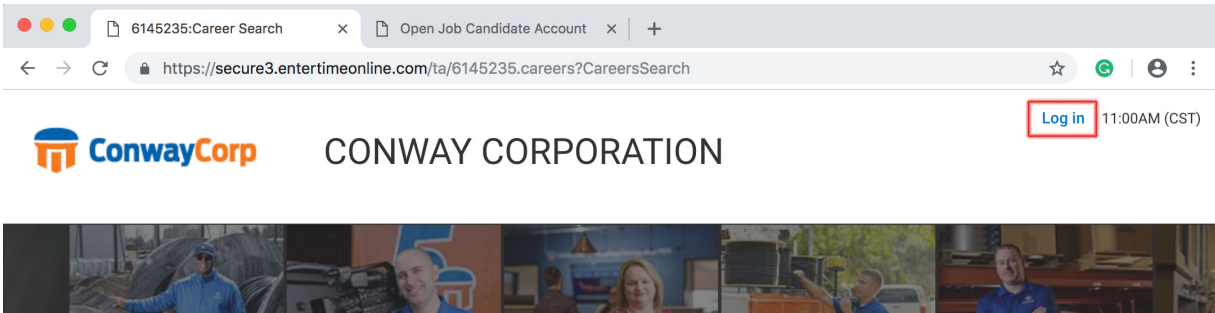 6145235:Career Search
Open Job Candidate Account
https://secure3.entertimeonline.com/ta/6145235.careers?CareersSearch
Log in 11:00AM (CST)
ConwayCorp CONWAY CORPORATION